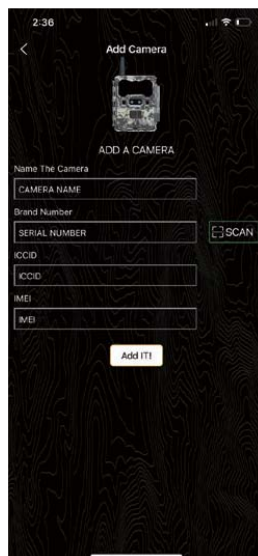 2:36
Add Camera
ADD A CAMERA
Name The Camera
CAMERA NAME
Brand Number
SERIAL NUMBER
SCAN
ICCID
ICCID
IMEI
IMEI
Add IT!